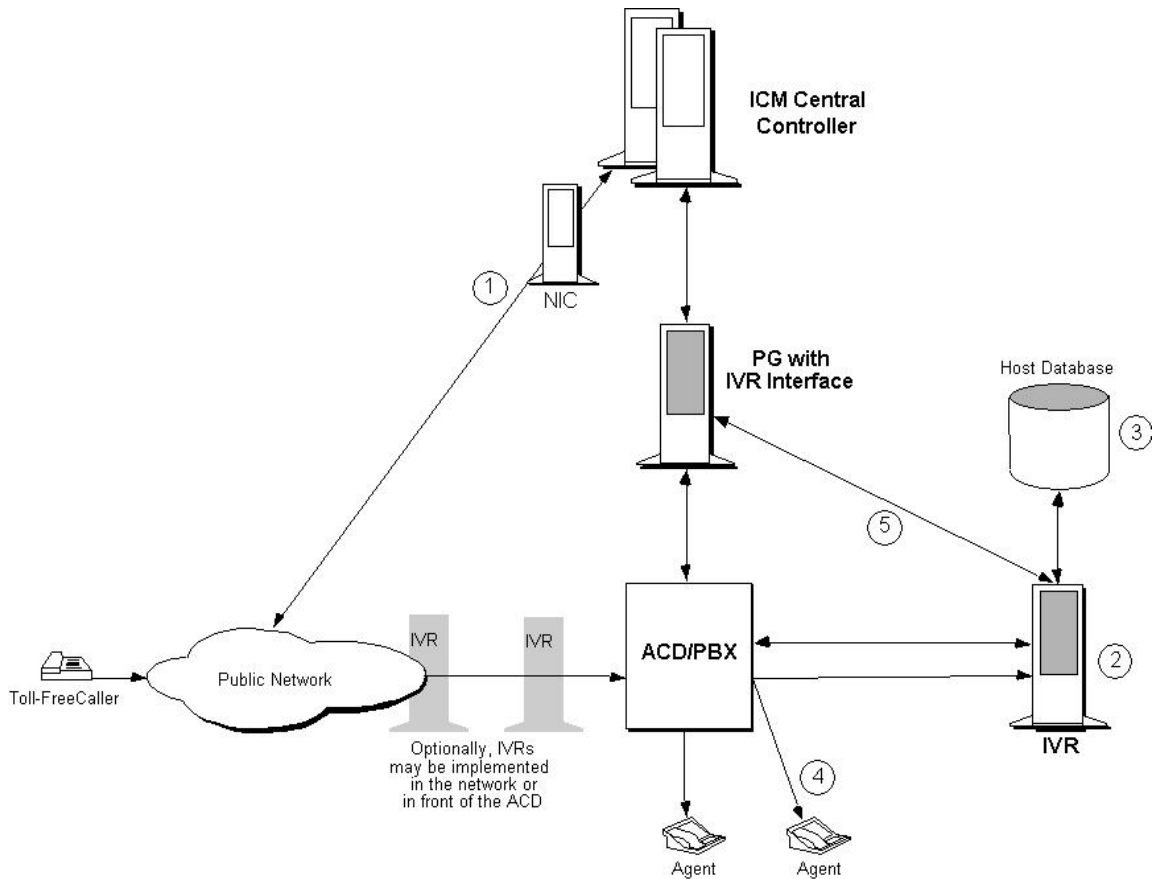 ICM Central
Controller
1
NIC
PG with
IVR Interface
Host Database
3
5
IVR
IVR
ACD/PBX
2
Public Network
Toll-FreeCaller
IVR
Optionally, IVRs
may be implemented
in the network or
in front of the ACD
4
Agent
Agent